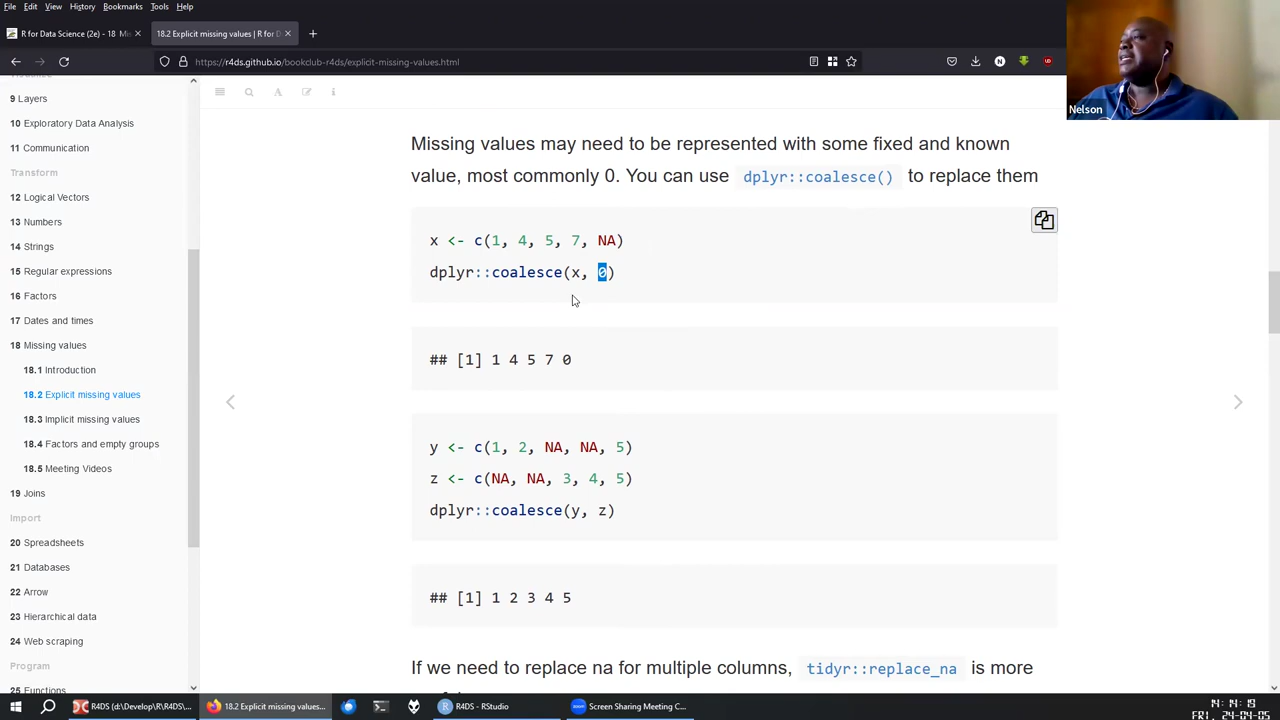 File Edit View History Bookmarks Tools Help
R for Data Science (2e) - 18 Mi
18.2 Explicit missing values | R for D
https://r4ds.github.io/bookclub-r4ds/explicit-missing-values.html
Nelson
9 Layers
10 Exploratory Data Analysis
11 Communication
Transform
12 Logical Vectors
13 Numbers
14 Strings
15 Regular expressions
16 Factors
17 Dates and times
18 Missing values
18.1 Introduction
18.2 Explicit missing values
18.3 Implicit missing values
18.4 Factors and empty groups
18.5 Meeting Videos
19 Joins
Import
20 Spreadsheets
21 Databases
22 Arrow
23 Hierarchical data
24 Web scraping
Program
25 Functions
Missing values may need to be represented with some fixed and known
value, most commonly 0. You can use dplyr::coalesce() to replace them
x <- c(1, 4, 5, 7, NA)
dplyr::coalesce(x, 0)
## [1] 1 4 5 7 0
y <- c(1, 2, NA, NA, 5)
z <- c(NA, NA, 3, 4, 5)
dplyr::coalesce(y, z)
## [1] 1 2 3 4 5
If we need to replace na for multiple columns, tidyr::replace_na is more
R4DS (d:\Develop\R\R4DS\...
18.2 Explicit missing values...
R4DS - RStudio
Screen Sharing Meeting C...
14:14:19
FRI, 24-04-05